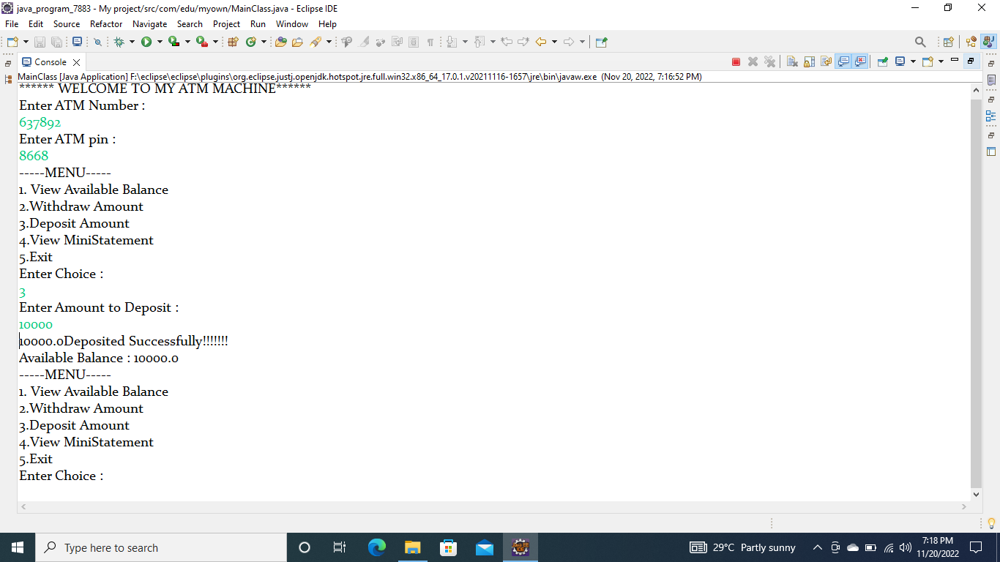 java_program_7883 - My project/src/com/edu/myown/MainClass.java - Eclipse IDE
File Edit Source Refactor Navigate Search Project Run Window Help
Console
MainClass [Java Application] F:\eclipse\eclipse\plugins\org.eclipse.justj.openjdk.hotspot.jre.full.win32.x86_64_17.0.1.v20211116-1657\jre\bin\javaw.exe (Nov 20, 2022, 7:16:52 PM)
****** WELCOME TO MY ATM MACHINE******
Enter ATM Number :
637892
Enter ATM pin :
8668
-----MENU-----
1. View Available Balance
2.Withdraw Amount
3.Deposit Amount
4.View MiniStatement
5.Exit
Enter Choice :
3
Enter Amount to Deposit :
10000
10000.0Deposited Successfully!!!!!!!
Available Balance : 10000.0
-----MENU-----
1. View Available Balance
2.Withdraw Amount
3.Deposit Amount
4.View MiniStatement
5.Exit
Enter Choice :
Type here to search
29°C Partly sunny
7:18 PM
11/20/2022